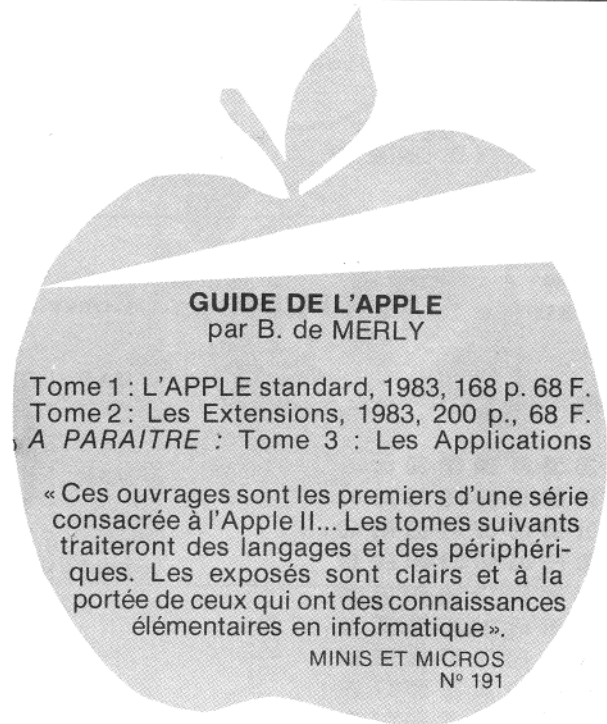 GUIDE DE L'APPLE
par B. de MERLY
Tome 1 : L'APPLE standard, 1983, 168 p. 68 F.
Tome 2 : Les Extensions, 1983, 200 p., 68 F.
A PARAITRE : Tome 3 : Les Applications
« Ces ouvrages sont les premiers d'une série
consacrée à l'Apple II... Les tomes suivants
traiteront des langages et des périphéri-
ques. Les exposés sont clairs et à la
portée de ceux qui ont des connaissances
élémentaires en informatique ».
MINIS ET MICROS
N° 191